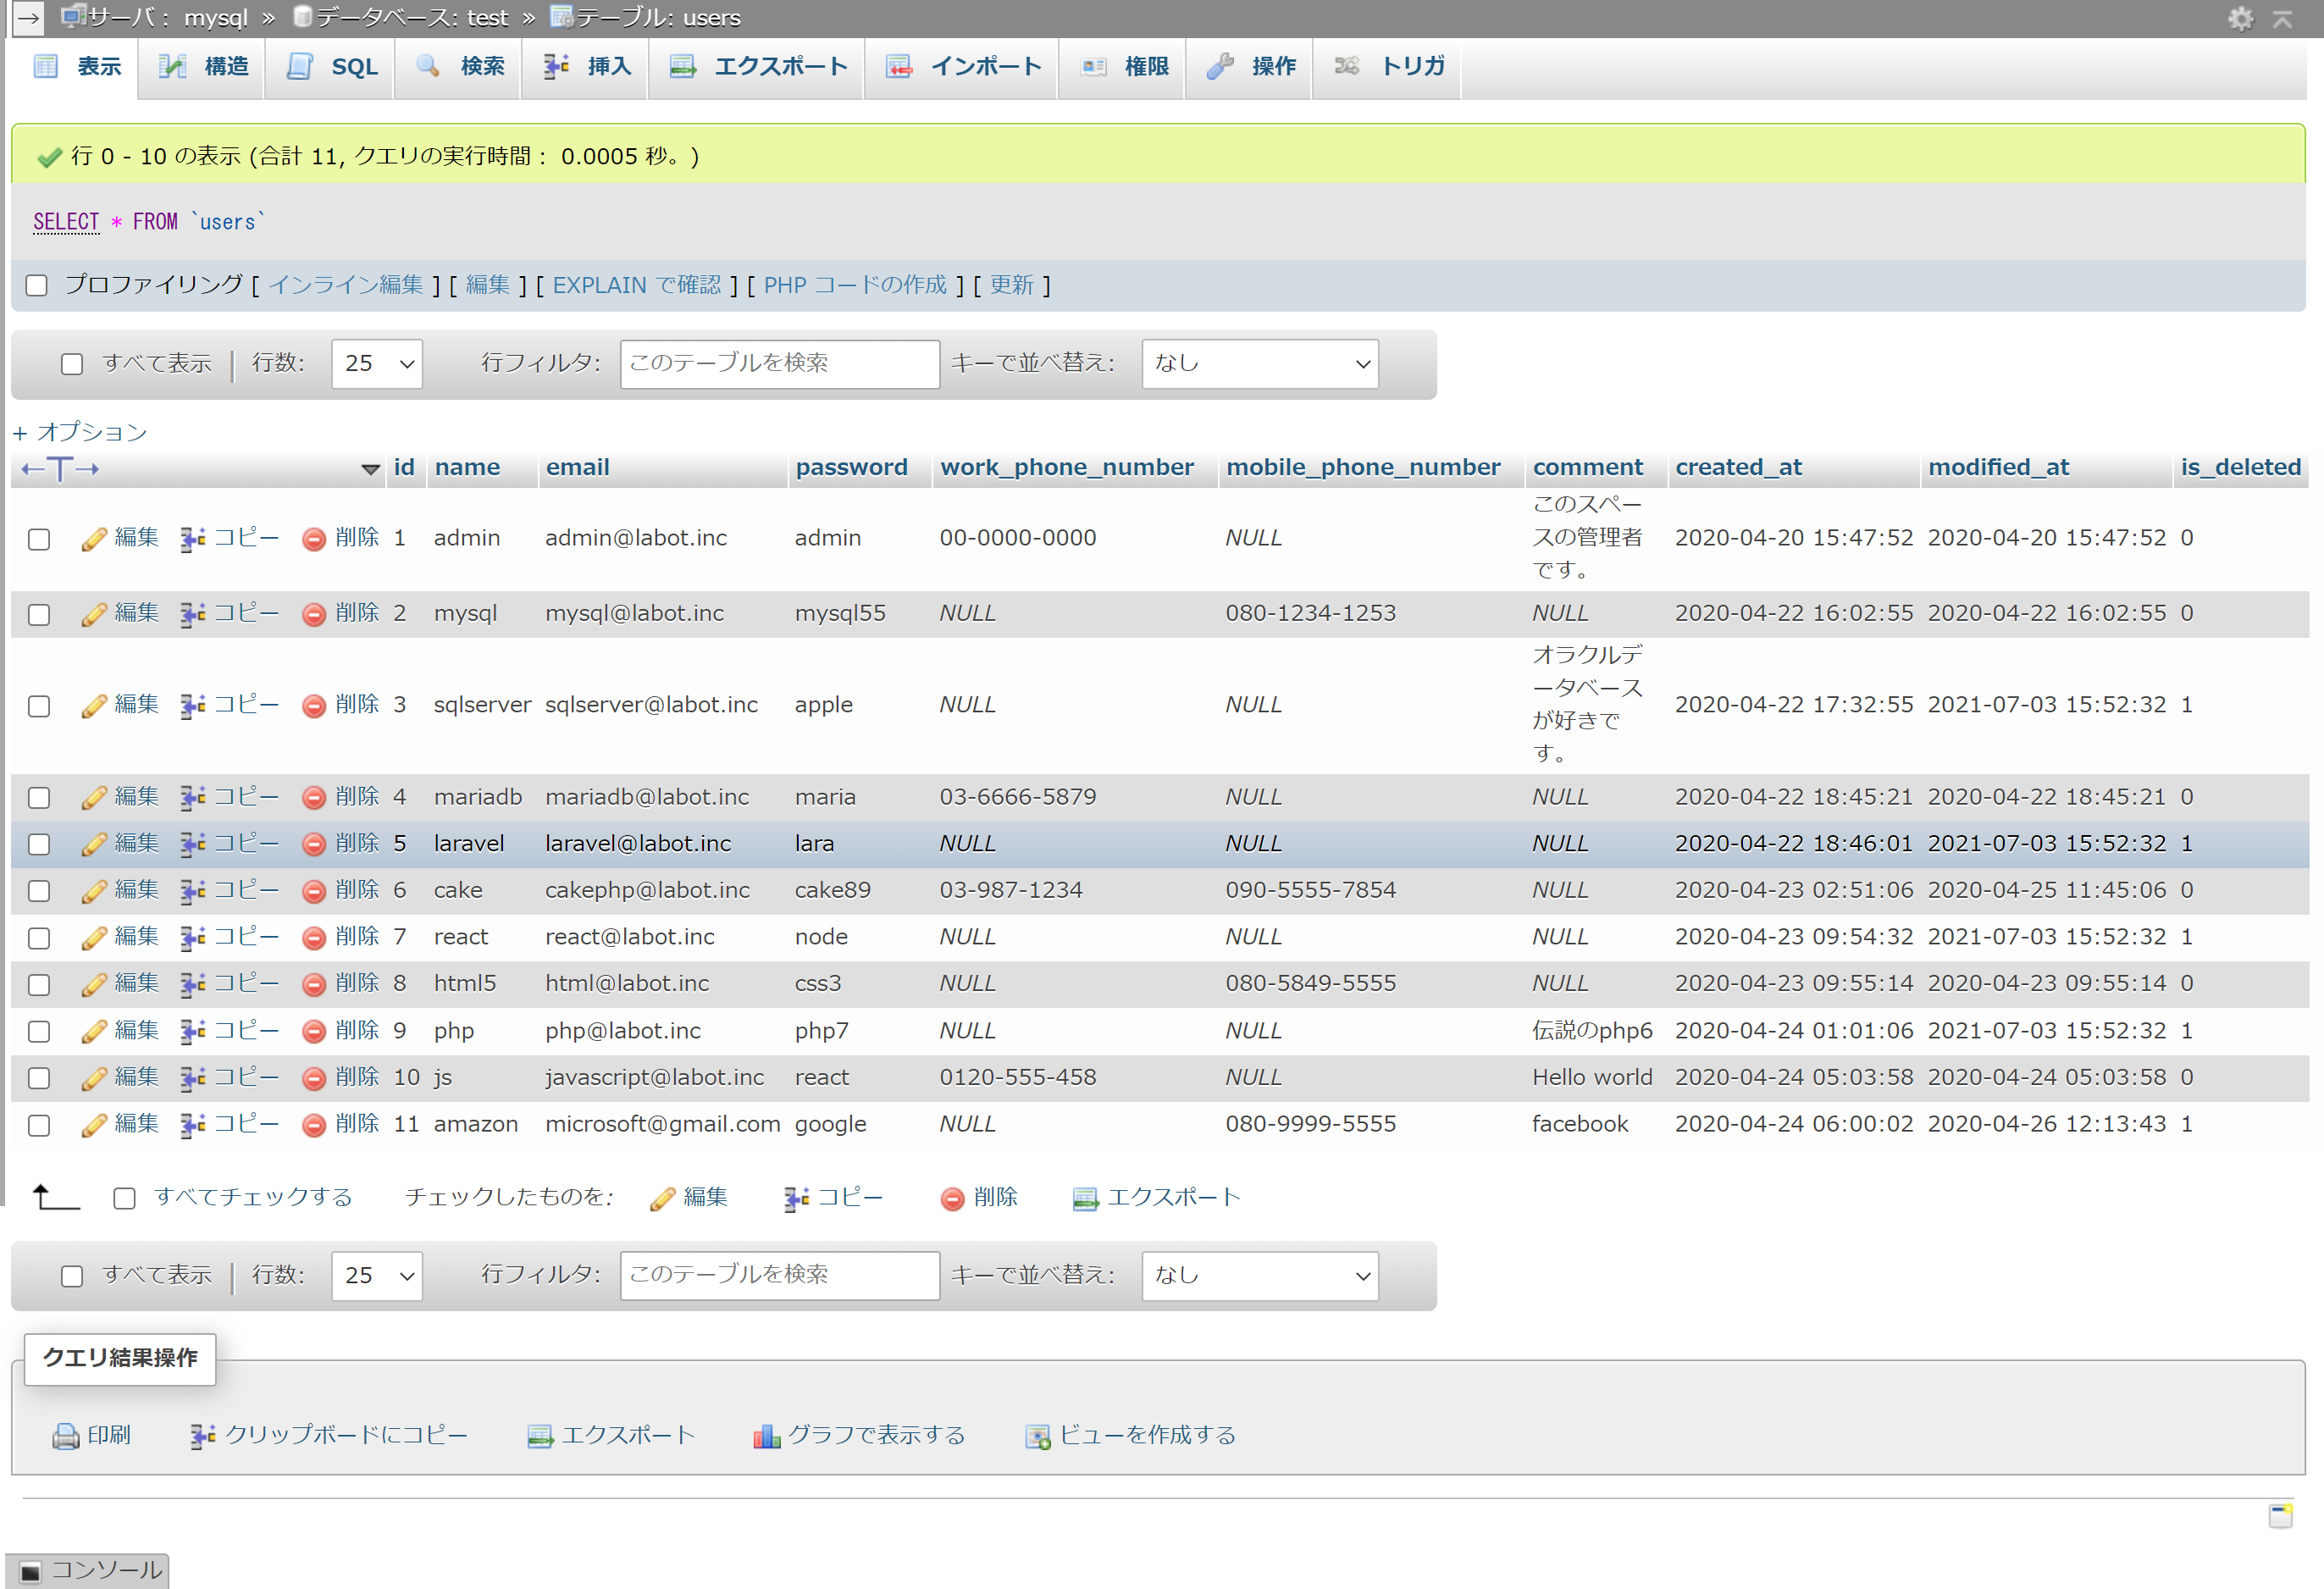 サーバ: mysql » データベース: test » テーブル: users
表示 構造 SQL 検索 挿入 エクスポート インポート 権限 操作 トリガ
行 0 - 10 の表示 (合計 11, クエリの実行時間: 0.0005 秒。)
SELECT * FROM `users`
プロファイリング [ インライン編集 ] [ 編集 ] [ EXPLAIN で確認 ] [ PHP コードの作成 ] [ 更新 ]
すべて表示 | 行数: 25 行フィルタ: このテーブルを検索 キーで並べ替え: なし
+ オプション
←T→ id name email password work_phone_number mobile_phone_number comment created_at modified_at is_deleted
編集 コピー 削除 1 admin admin@labot.inc admin 00-0000-0000 NULL このスペースの管理者です。 2020-04-20 15:47:52 2020-04-20 15:47:52 0
編集 コピー 削除 2 mysql mysql@labot.inc mysql55 NULL 080-1234-1253 NULL 2020-04-22 16:02:55 2020-04-22 16:02:55 0
編集 コピー 削除 3 sqlserver sqlserver@labot.inc apple NULL NULL オラクルデータベースが好きです。 2020-04-22 17:32:55 2021-07-03 15:52:32 1
編集 コピー 削除 4 mariadb mariadb@labot.inc maria 03-6666-5879 NULL NULL 2020-04-22 18:45:21 2020-04-22 18:45:21 0
編集 コピー 削除 5 laravel laravel@labot.inc lara NULL NULL NULL 2020-04-22 18:46:01 2021-07-03 15:52:32 1
編集 コピー 削除 6 cake cakephp@labot.inc cake89 03-987-1234 090-5555-7854 NULL 2020-04-23 02:51:06 2020-04-25 11:45:06 0
編集 コピー 削除 7 react react@labot.inc node NULL NULL NULL 2020-04-23 09:54:32 2021-07-03 15:52:32 1
編集 コピー 削除 8 html5 html@labot.inc css3 NULL 080-5849-5555 NULL 2020-04-23 09:55:14 2020-04-23 09:55:14 0
編集 コピー 削除 9 php php@labot.inc php7 NULL NULL 伝説のphp6 2020-04-24 01:01:06 2021-07-03 15:52:32 1
編集 コピー 削除 10 js javascript@labot.inc react 0120-555-458 NULL Hello world 2020-04-24 05:03:58 2020-04-24 05:03:58 0
編集 コピー 削除 11 amazon microsoft@gmail.com google NULL 080-9999-5555 facebook 2020-04-24 06:00:02 2020-04-26 12:13:43 1
すべてチェックする チェックしたものを: 編集 コピー 削除 エクスポート
すべて表示 | 行数: 25 行フィルタ: このテーブルを検索 キーで並べ替え: なし
クエリ結果操作
印刷 クリップボードにコピー エクスポート グラフで表示する ビューを作成する
コンソール